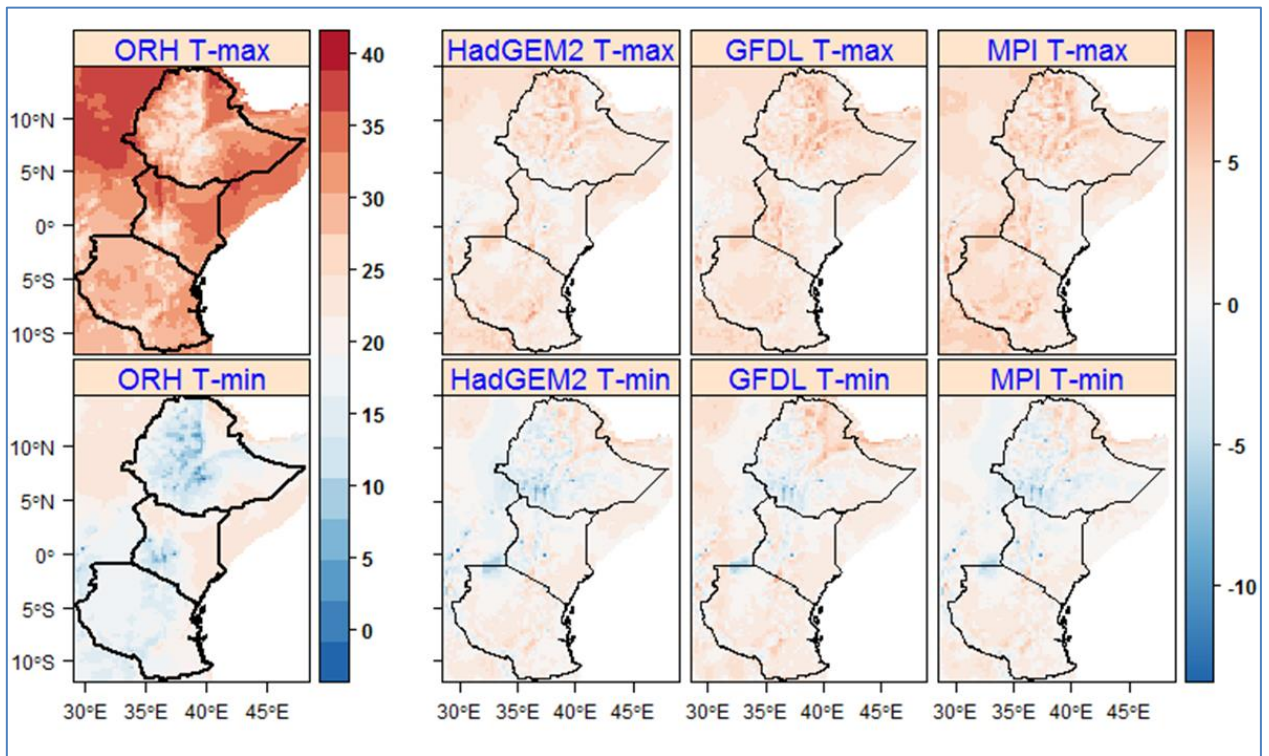 ORH T-max
HadGEM2 T-max
GFDL T-max
MPI T-max
10°N
5°N
0°
5°S
10°S
40
35
30
25
20
15
10
5
0
5
0
-5
-10
ORH T-min
HadGEM2 T-min
GFDL T-min
MPI T-min
10°N
5°N
0°
5°S
10°S
30°E 35°E 40°E 45°E
30°E 35°E 40°E 45°E
30°E 35°E 40°E 45°E
30°E 35°E 40°E 45°E